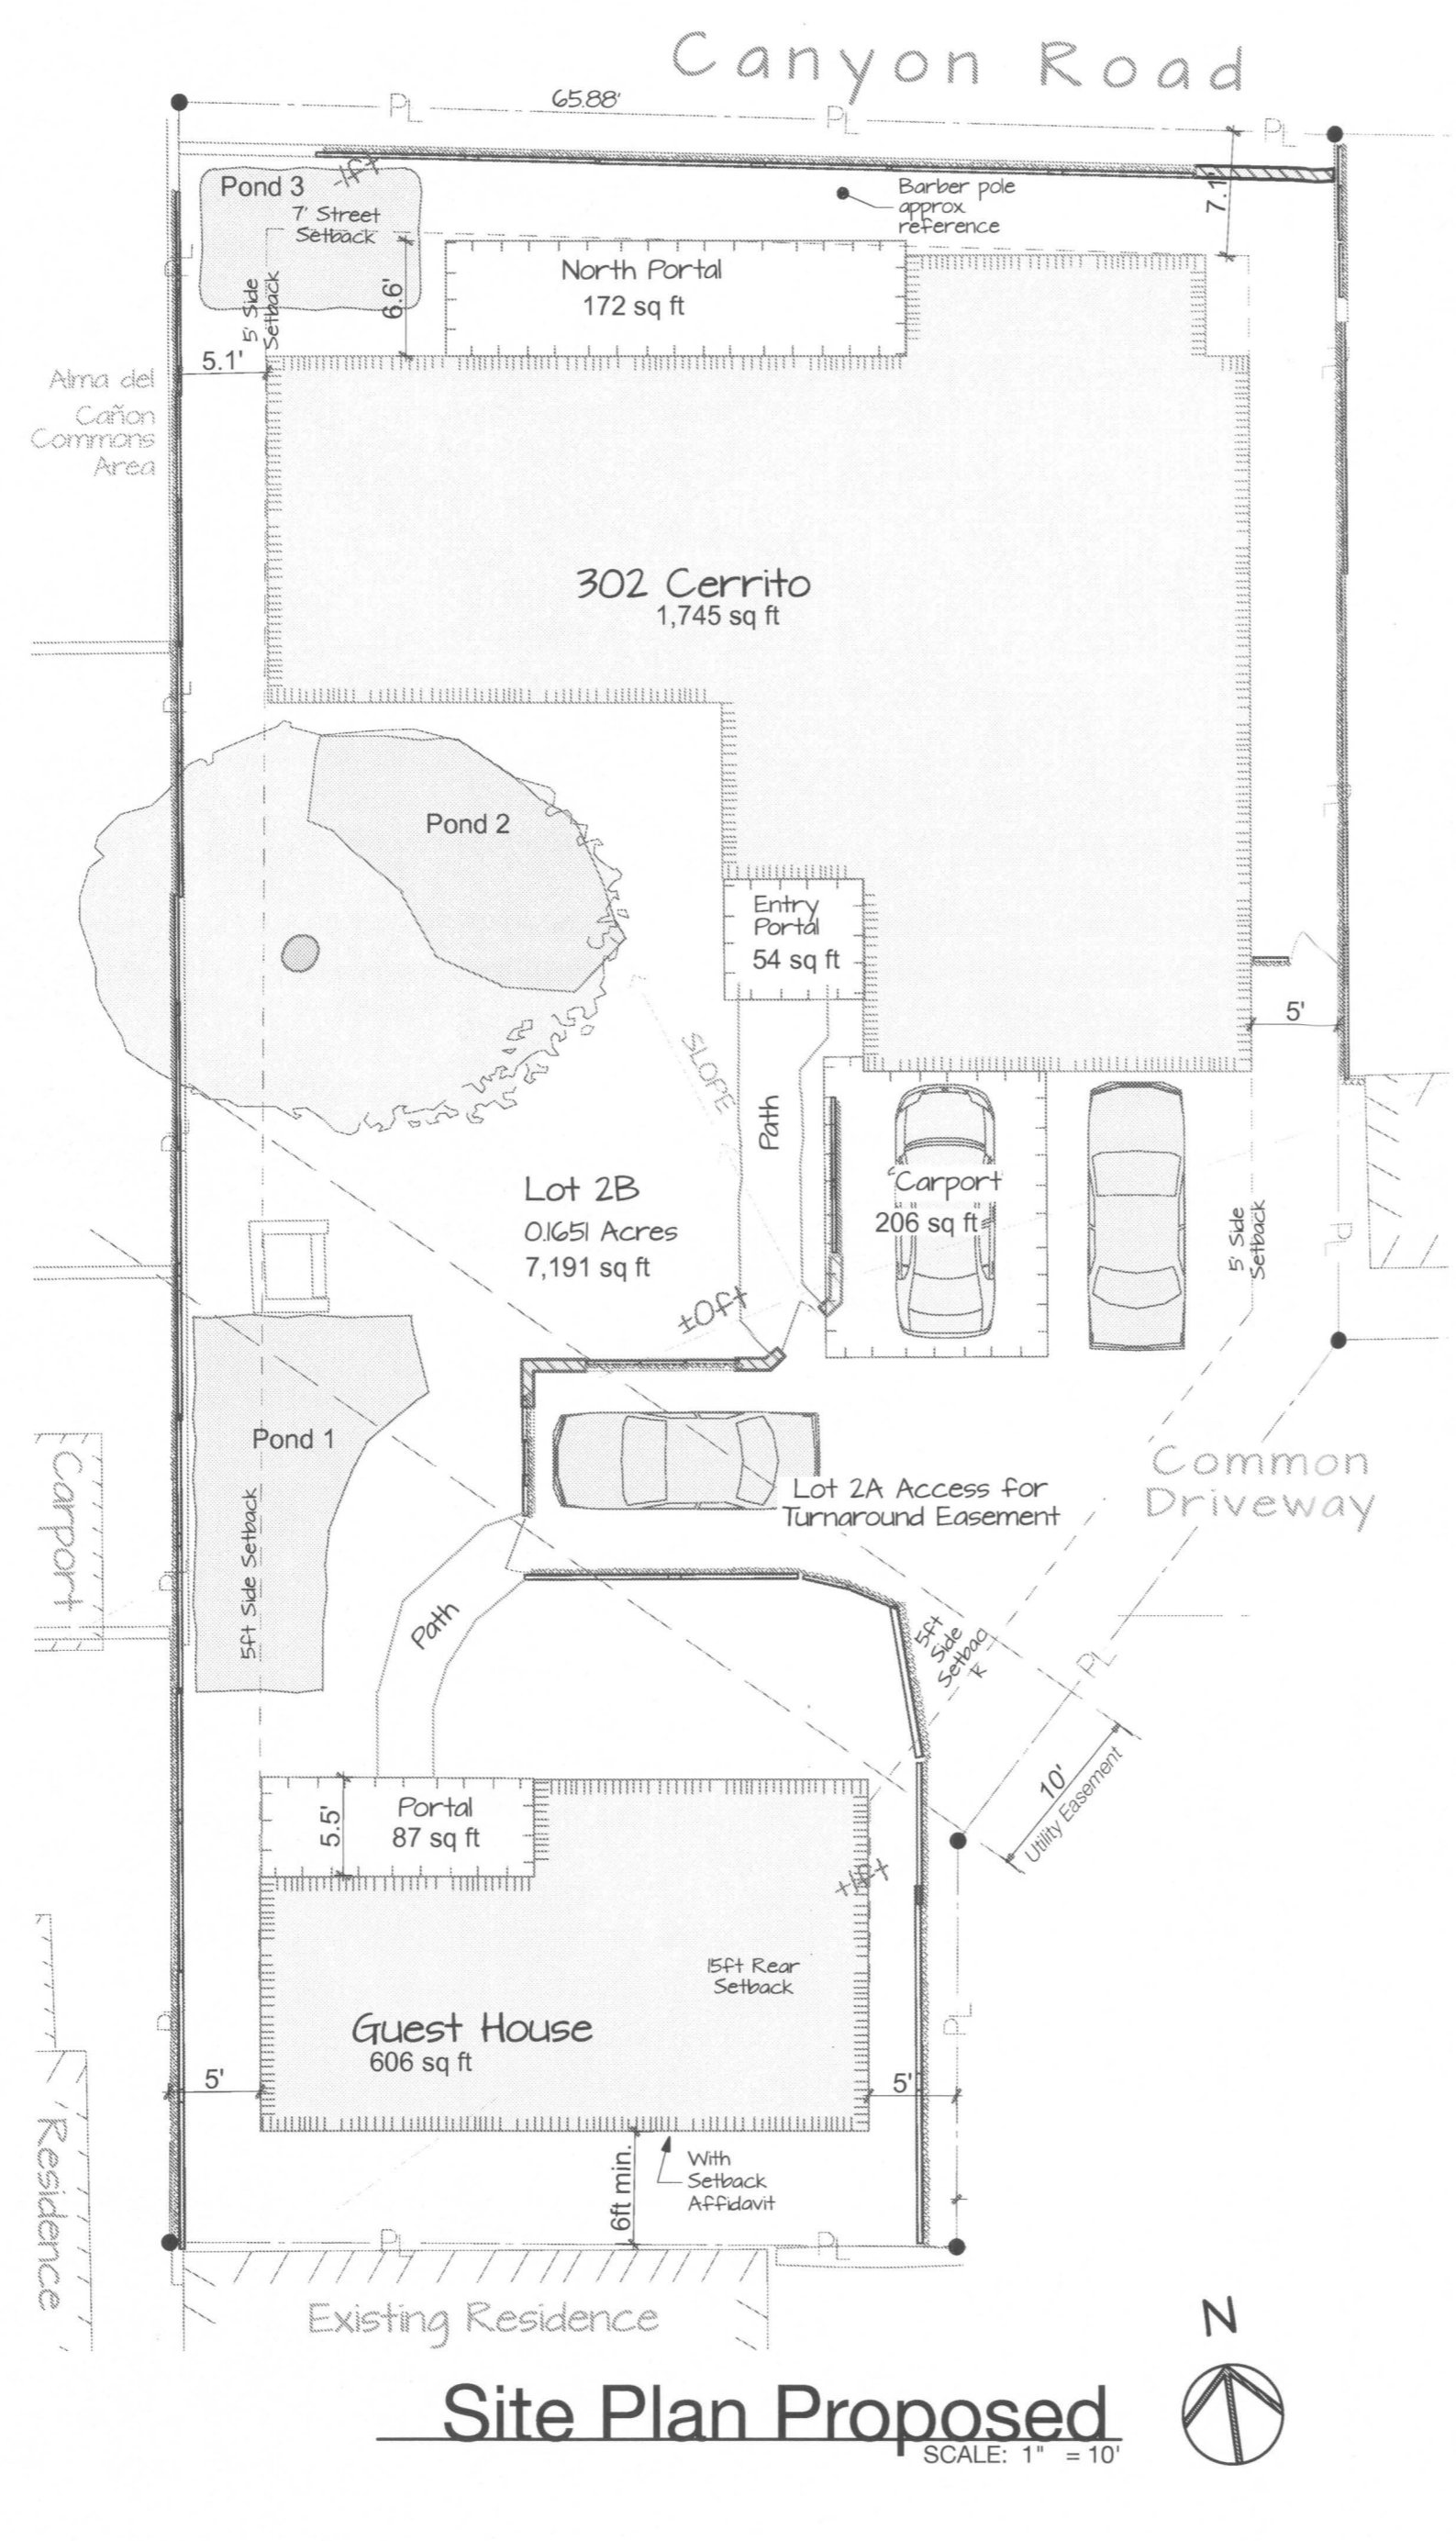 Canyon Road
PL
65.88'
PL
PL
Pond 3
-1ft
7' Street
Setback
Barber pole
approx.
reference
7.1'
5' Side
Setback
6.6'
North Portal
172 sq ft
5.1'
Alma del
Cañon
Commons
Area
302 Cerrito
1,745 sq ft
Pond 2
Entry
Portal
54 sq ft
5'
SLOPE
Path
Lot 2B
0.1651 Acres
7,191 sq ft
Carport
206 sq ft
5' Side
Setback
±0ft
Pond 1
Carport
5ft Side Setback
Lot 2A Access for
Turnaround Easement
Common
Driveway
Path
5ft
Side
Setbac
k
PL
10'
Utility Easement
5.5'
Portal
87 sq ft
+1ft
15ft Rear
Setback
Guest House
606 sq ft
PL
5'
5'
6ft min.
With
Setback
Affidavit
Residence
PL
PL
Existing Residence
N
Site Plan Proposed
SCALE: 1" = 10'